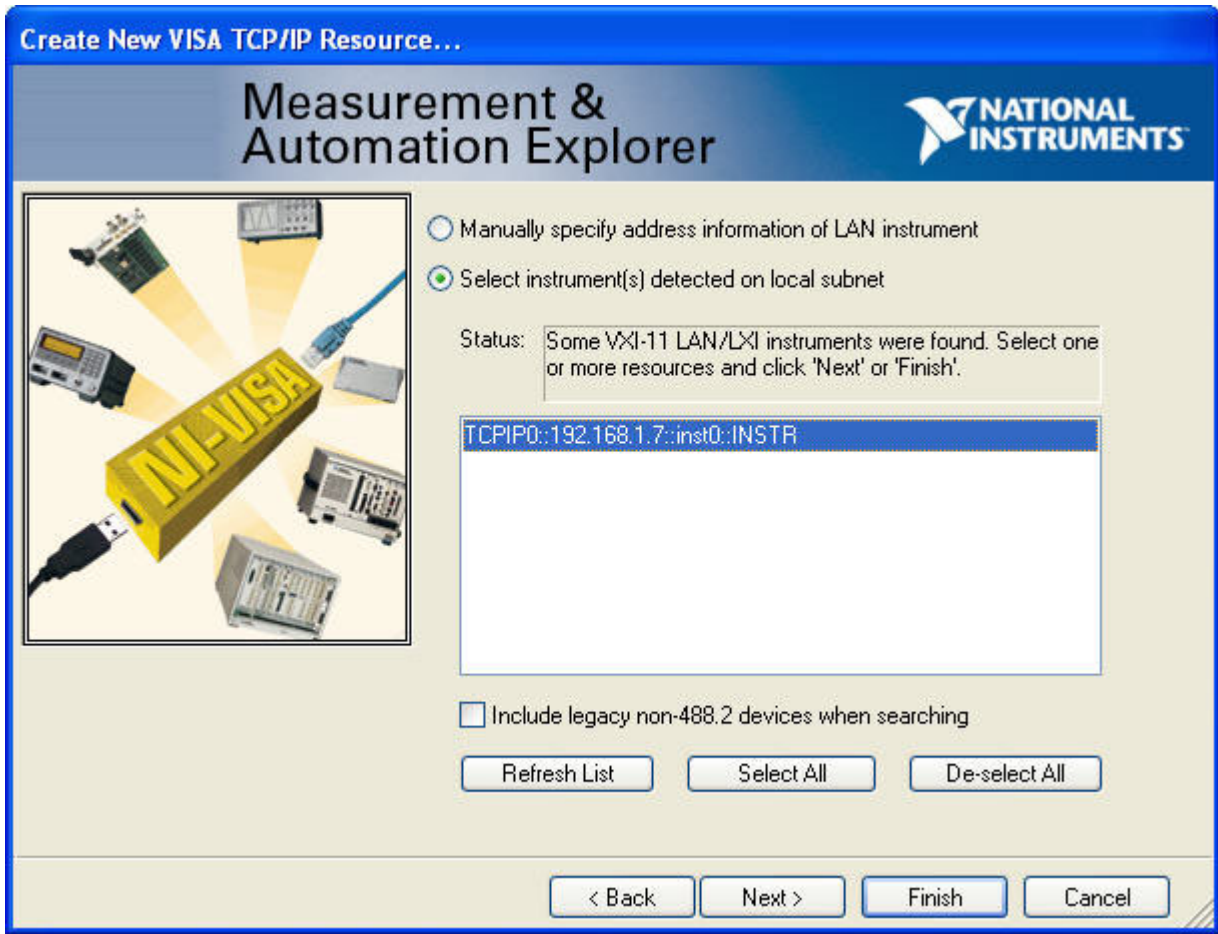 Create New VISA TCP/IP Resource...
Measurement &
Automation Explorer
NATIONAL
INSTRUMENTS
NI-VISA
Manually specify address information of LAN instrument
Select instrument(s) detected on local subnet
Status:
Some VXI-11 LAN/LXI instruments were found. Select one
or more resources and click 'Next' or 'Finish'.
TCPIP0::192.168.1.7::inst0::INSTR
Include legacy non-488.2 devices when searching
Refresh List
Select All
De-select All
< Back
Next >
Finish
Cancel